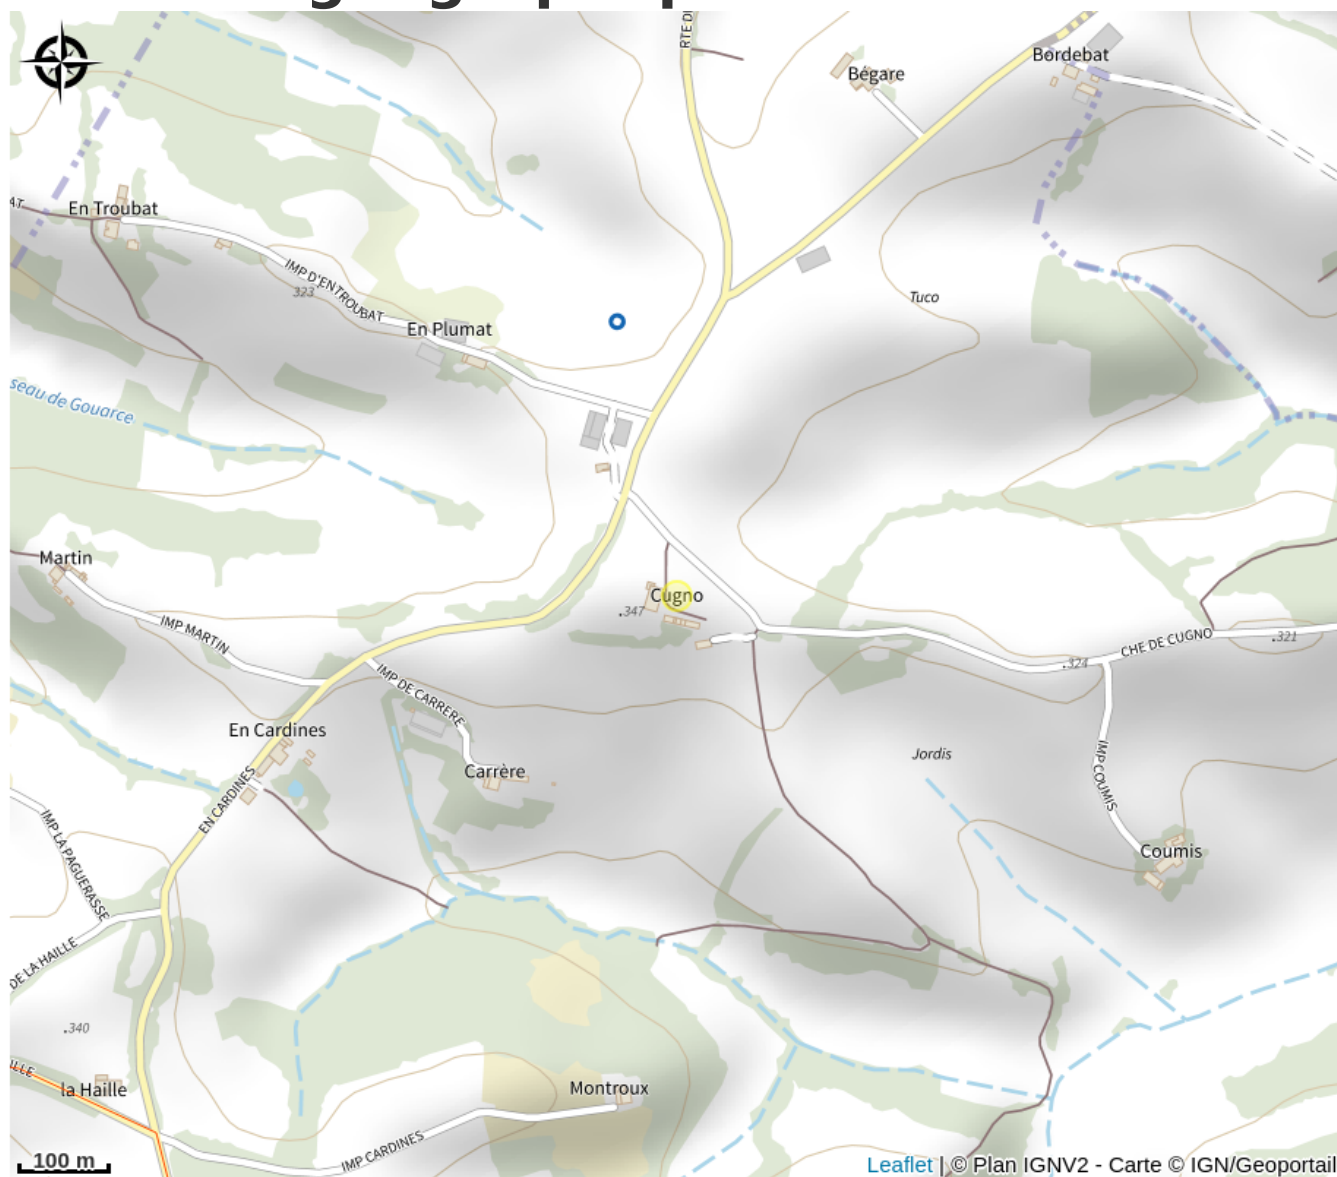 RTE D
Bordebat
Bégare
AT
En Troubat
IMP D'ENTROUBAT
323
Tuco
En Plumat
seau de Gouarce
Martin
Cugno
.347
IMP MARTIN
CHE DE CUGNO
.321
.324
IMP DE CARRERE
En Cardines
Carrère
Jordis
IMP COUMIS
EN CARDINES
IMP LA PAGUERASSE
Coumis
DE LA HAILLE
.340
ILLE
la Haille
Montroux
IMP CARDINES
100 m
Leaflet | © Plan IGNV2 - Carte © IGN/Geoportail